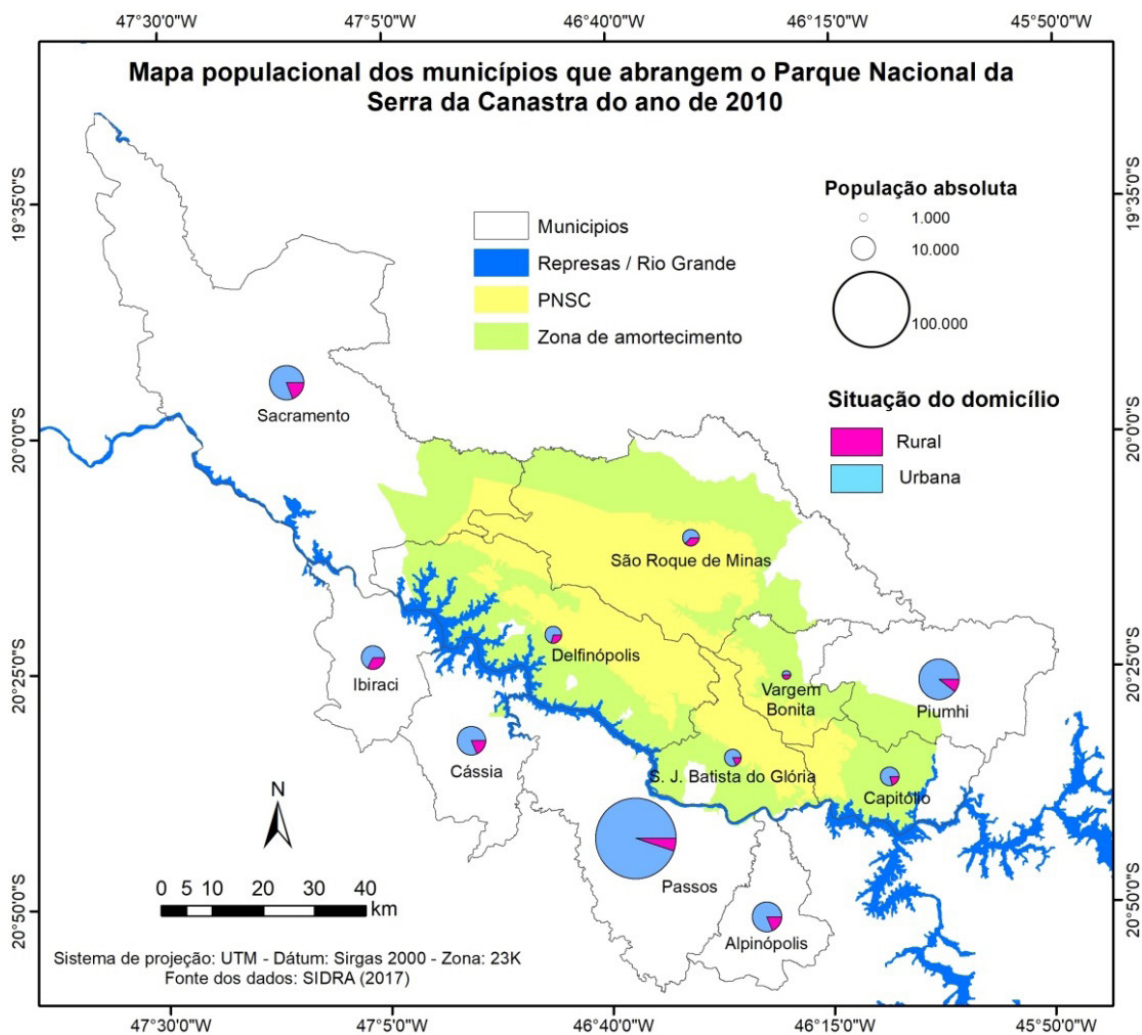 47°30'0"W 47°50'0"W 46°40'0"W 46°15'0"W 45°50'0"W
Mapa populacional dos municípios que abrangem o Parque Nacional da
Serra da Canastra do ano de 2010
19°35'0"S
19°35'0"S
Municipios
Represas / Rio Grande
PNSC
Zona de amortecimento
População absoluta
1.000
10.000
100.000
Situação do domicílio
Rural
Urbana
Sacramento
20°0'0"S
20°0'0"S
São Roque de Minas
Delfinópolis
Ibiraci
Vargem
Bonita
Piumhi
20°25'0"S
20°25'0"S
Cássia
S. J. Batista do Glória
Capitólio
N
Passos
Alpinópolis
0 5 10 20 30 40
km
20°50'0"S
20°50'0"S
Sistema de projeção: UTM - Dátum: Sirgas 2000 - Zona: 23K
Fonte dos dados: SIDRA (2017)
47°30'0"W 47°5'0"W 46°40'0"W 46°15'0"W 45°50'0"W